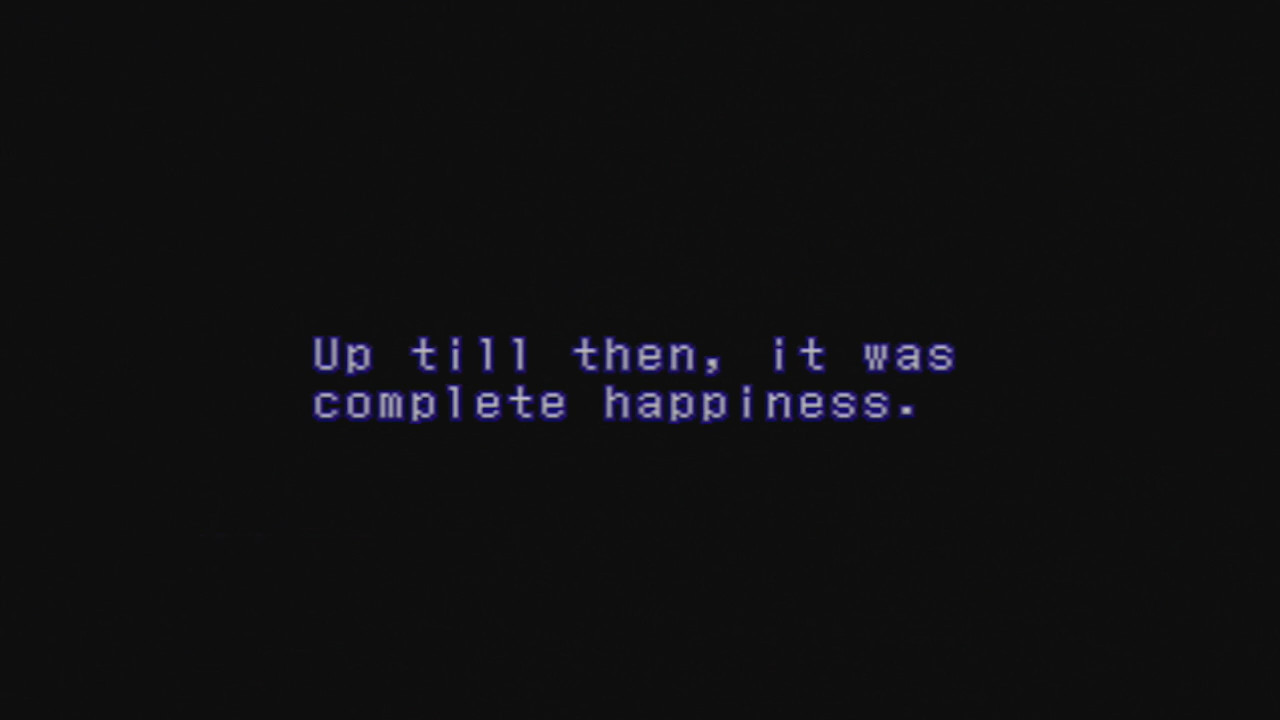 Up till then, it was
complete happiness.